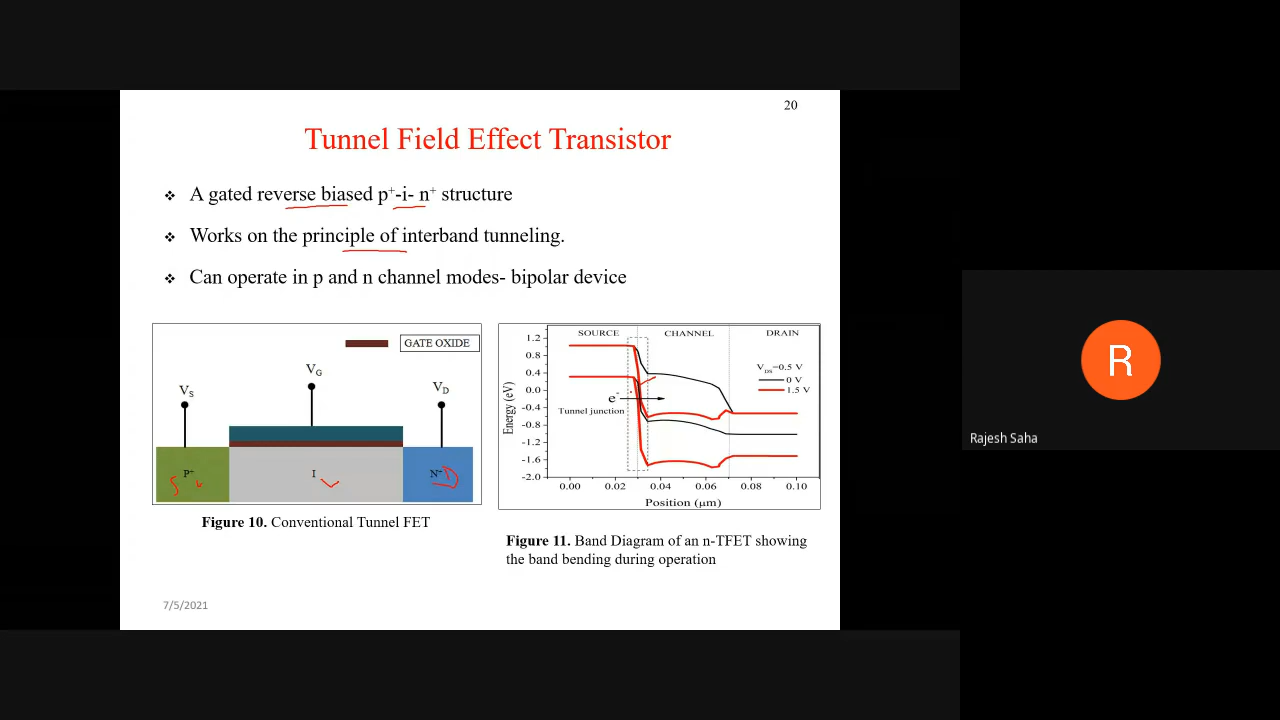 20
Tunnel Field Effect Transistor
❖ A gated reverse biased p+-i- n+ structure
❖ Works on the principle of interband tunneling.
❖ Can operate in p and n channel modes- bipolar device
GATE OXIDE
VG
VS
VD
P+
I
N+
Figure 10. Conventional Tunnel FET
SOURCE CHANNEL DRAIN
1.2
0.8
0.4
0.0
-0.4
-0.8
-1.2
-1.6
-2.0
Energy (eV)
VDS=0.5 V
0 V
1.5 V
e-
Tunnel junction
0.00 0.02 0.04 0.06 0.08 0.10
Position (μm)
Figure 11. Band Diagram of an n-TFET showing
the band bending during operation
7/5/2021
R
Rajesh Saha